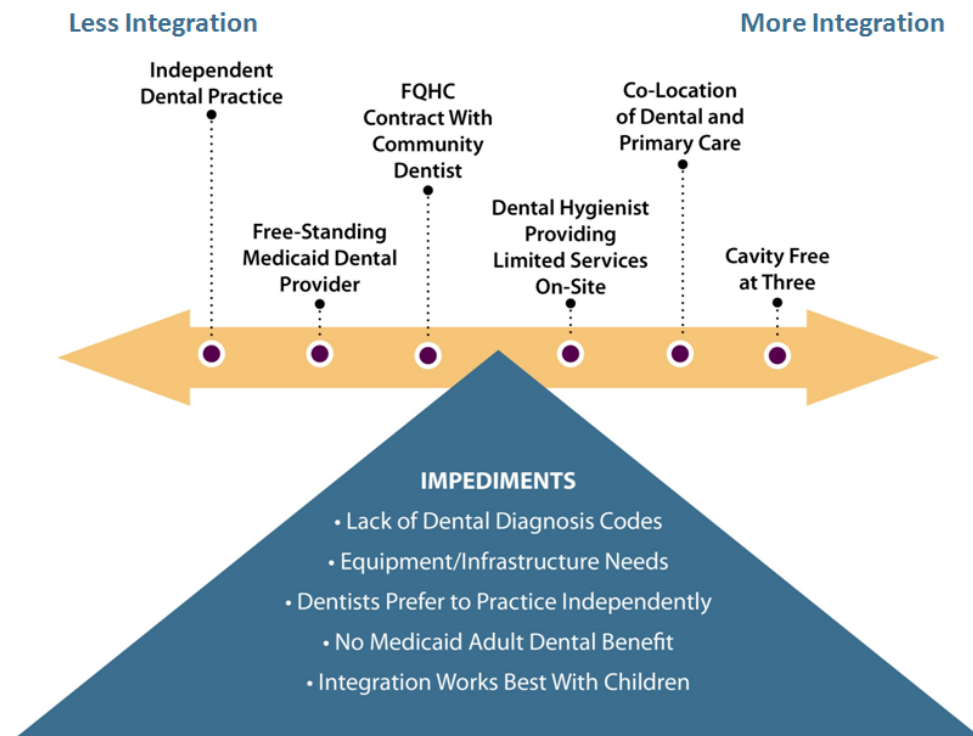 Less Integration
More Integration
Independent
Dental Practice
Free-Standing
Medicaid Dental
Provider
FQHC
Contract With
Community
Dentist
Dental Hygienist
Providing
Limited Services
On-Site
Co-Location
of Dental and
Primary Care
Cavity Free
at Three
IMPEDIMENTS
• Lack of Dental Diagnosis Codes
• Equipment/Infrastructure Needs
• Dentists Prefer to Practice Independently
• No Medicaid Adult Dental Benefit
• Integration Works Best With Children